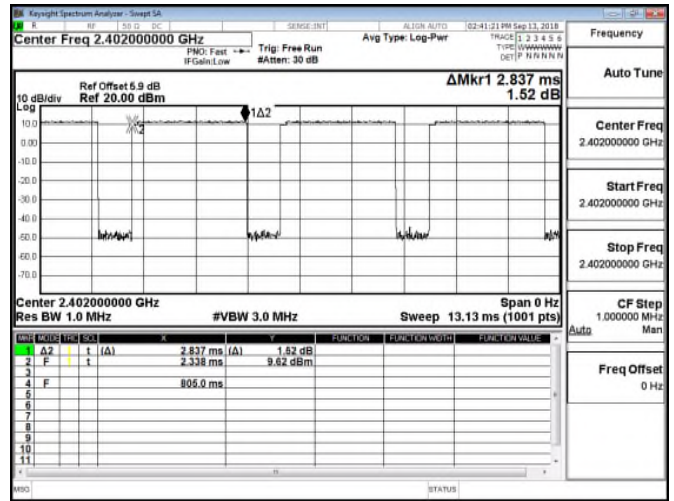 Keysight Spectrum Analyzer - Swept SA
R RF 50 Ω DC SENSE:INT ALIGN AUTO 02:41:21 PM Sep 13, 2018
Center Freq 2.402000000 GHz
PNO: Fast
IFGain:Low
Trig: Free Run
#Atten: 30 dB
Avg Type: Log-Pwr
TRACE 1 2 3 4 5 6
TYPE WWWWWW
DET P N N N N N
Ref Offset 6.9 dB
Ref 20.00 dBm
10 dB/div
Log
ΔMkr1 2.837 ms
1.52 dB
1Δ2
2
10.0
0.00
-10.0
-20.0
-30.0
-40.0
-50.0
-60.0
-70.0
Center 2.402000000 GHz Span 0 Hz
Res BW 1.0 MHz #VBW 3.0 MHz Sweep 13.13 ms (1001 pts)
MKR MODE TRC SCL X Y FUNCTION FUNCTION WIDTH FUNCTION VALUE
1 Δ2 1 t (Δ) 2.837 ms (Δ) 1.52 dB
2 F 1 t 2.338 ms 9.62 dBm
3
4 F 805.0 ms
5
6
7
8
9
10
11
MSG STATUS
Frequency
Auto Tune
Center Freq
2.402000000 GHz
Start Freq
2.402000000 GHz
Stop Freq
2.402000000 GHz
CF Step
1.000000 MHz
Auto Man
Freq Offset
0 Hz